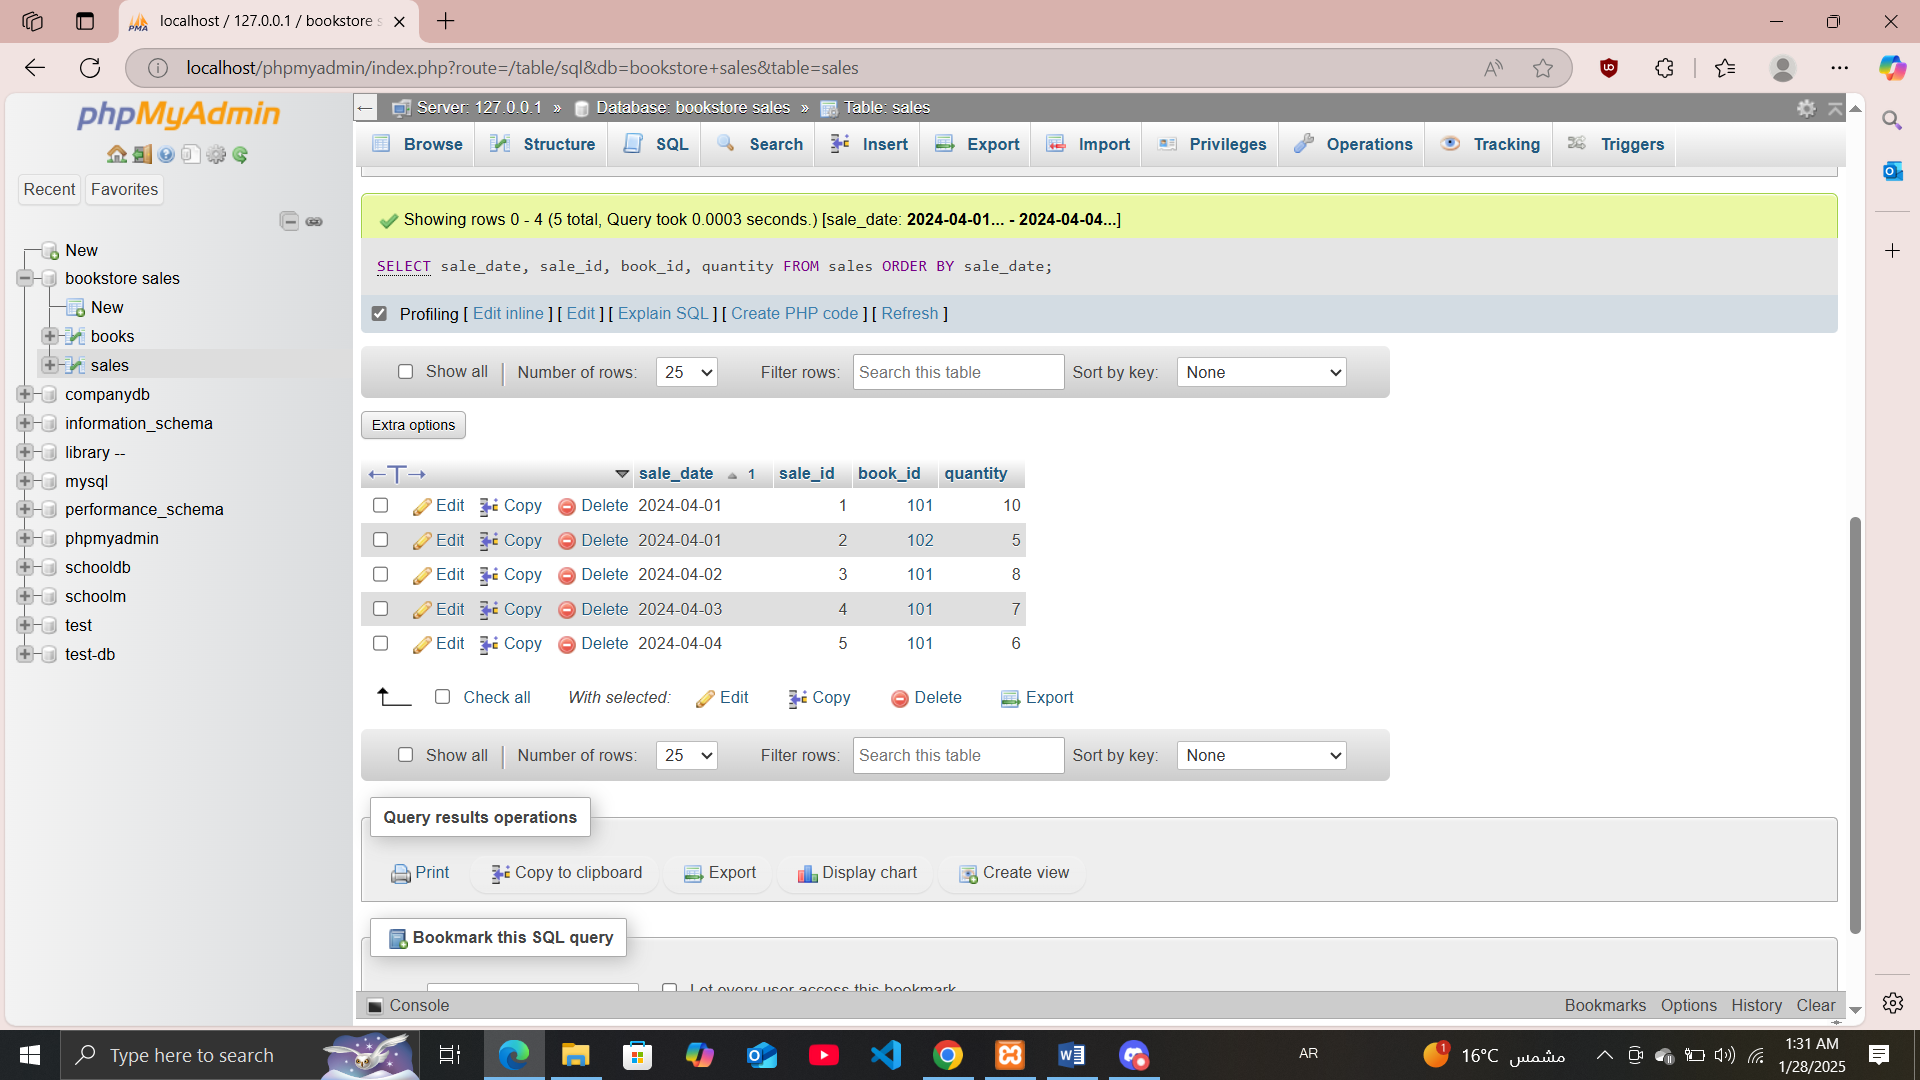 localhost / 127.0.0.1 / bookstore s
localhost/phpmyadmin/index.php?route=/table/sql&db=bookstore+sales&table=sales
phpMyAdmin
Recent Favorites
New
bookstore sales
New
books
sales
companydb
information_schema
library --
mysql
performance_schema
phpmyadmin
schooldb
schoolm
test
test-db
Server: 127.0.0.1 » Database: bookstore sales » Table: sales
Browse Structure SQL Search Insert Export Import Privileges Operations Tracking Triggers
Showing rows 0 - 4 (5 total, Query took 0.0003 seconds.) [sale_date: 2024-04-01... - 2024-04-04...]
SELECT sale_date, sale_id, book_id, quantity FROM sales ORDER BY sale_date;
Profiling [ Edit inline ] [ Edit ] [ Explain SQL ] [ Create PHP code ] [ Refresh ]
Show all Number of rows: 25 Filter rows: Search this table Sort by key: None
Extra options
sale_date 1 sale_id book_id quantity
Edit Copy Delete 2024-04-01 1 101 10
Edit Copy Delete 2024-04-01 2 102 5
Edit Copy Delete 2024-04-02 3 101 8
Edit Copy Delete 2024-04-03 4 101 7
Edit Copy Delete 2024-04-04 5 101 6
Check all With selected: Edit Copy Delete Export
Show all Number of rows: 25 Filter rows: Search this table Sort by key: None
Query results operations
Print Copy to clipboard Export Display chart Create view
Bookmark this SQL query
Let every user access this bookmark
Console Bookmarks Options History Clear
Type here to search
AR
1
16°C مشمس
1:31 AM
1/28/2025